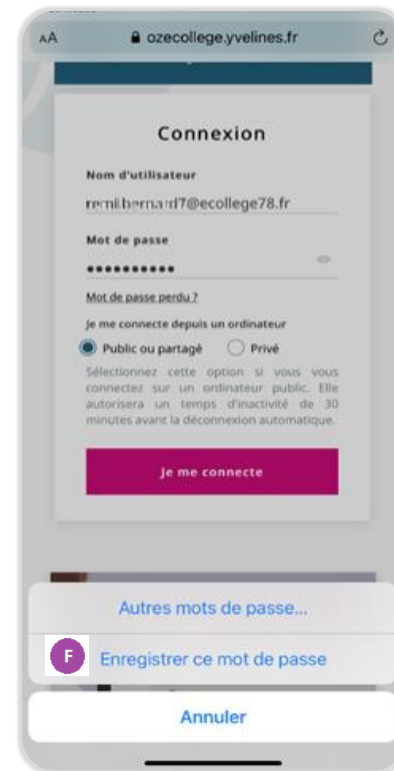 AA ozecollege.yvelines.fr
Connexion
Nom d'utilisateur
remi.bernard7@ecollege78.fr
Mot de passe
••••••••••
Mot de passe perdu ?
Je me connecte depuis un ordinateur
Public ou partagé Privé
Sélectionnez cette option si vous vous
connectez sur un ordinateur public. Elle
autorisera un temps d'inactivité de 30
minutes avant la déconnexion automatique.
Je me connecte
Autres mots de passe...
F Enregistrer ce mot de passe
Annuler